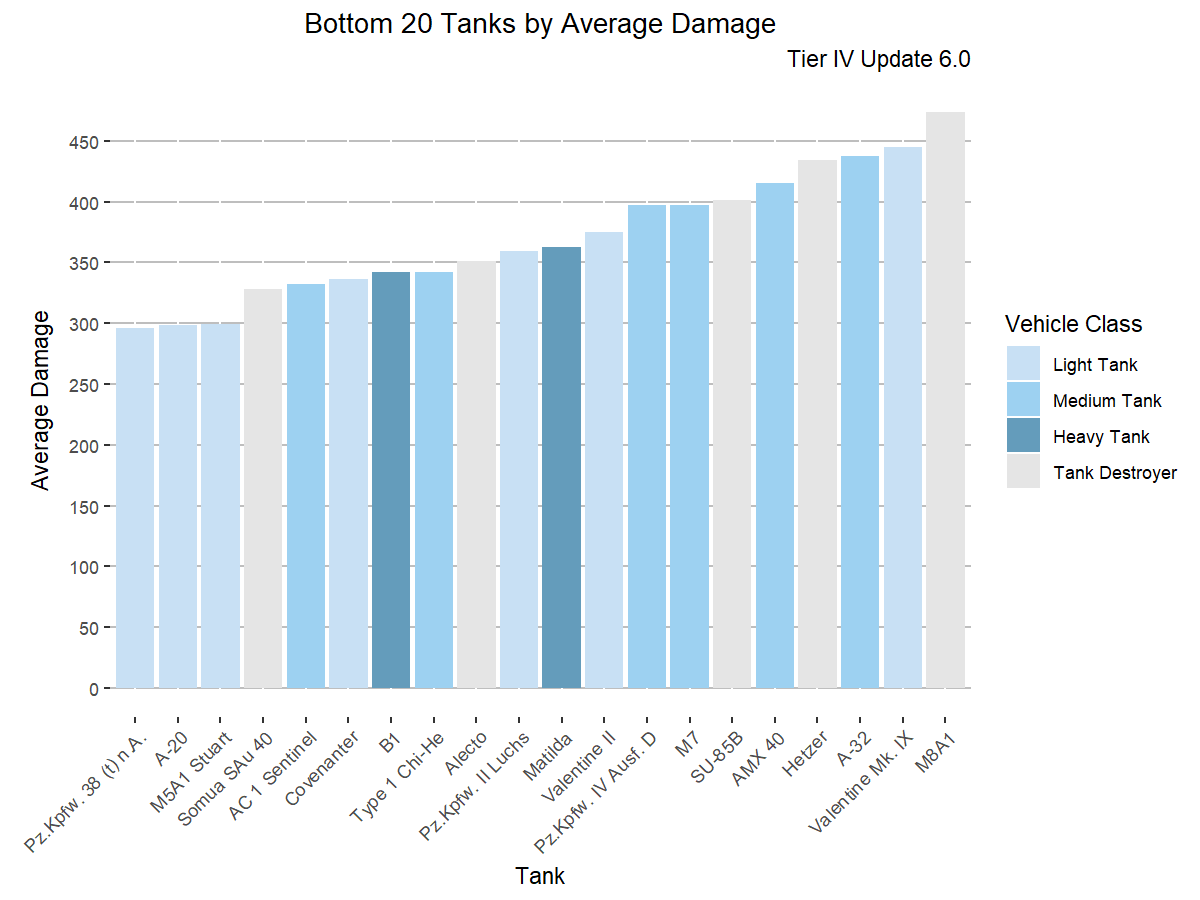 Bottom 20 Tanks by Average Damage
Tier IV Update 6.0
Average Damage
450
400
350
300
250
200
150
100
50
0
Pz.Kpfw. 38 (t) n A.
A-20
M5A1 Stuart
Somua SAu 40
AC 1 Sentinel
Covenanter
B1
Type 1 Chi-He
Alecto
Pz.Kpfw. II Luchs
Matilda
Valentine II
Pz.Kpfw. IV Ausf. D
M7
SU-85B
AMX 40
Hetzer
A-32
Valentine Mk. IX
M8A1
Tank
Vehicle Class
Light Tank
Medium Tank
Heavy Tank
Tank Destroyer